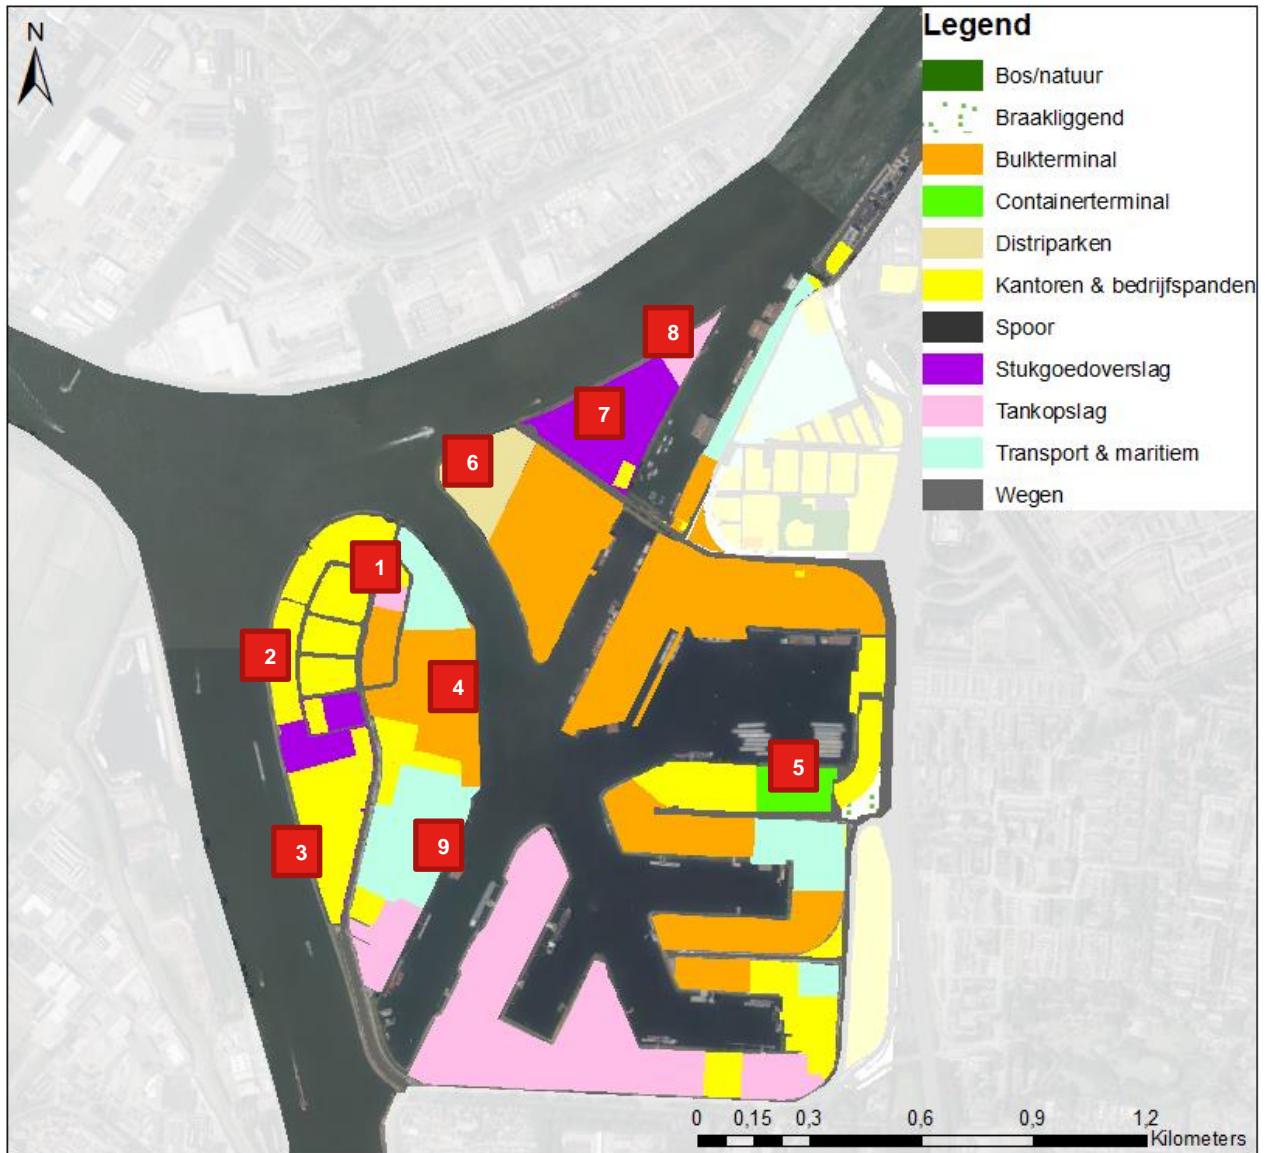 N
Legend
Bos/natuur
Braakliggend
Bulkterminal
Containerterminal
Distriparken
Kantoren & bedrijfspanden
Spoor
Stukgoedoverslag
Tankopslag
Transport & maritiem
Wegen
8
7
6
1
2
4
5
3
9
0 0,15 0,3 0,6 0,9 1,2
Kilometers